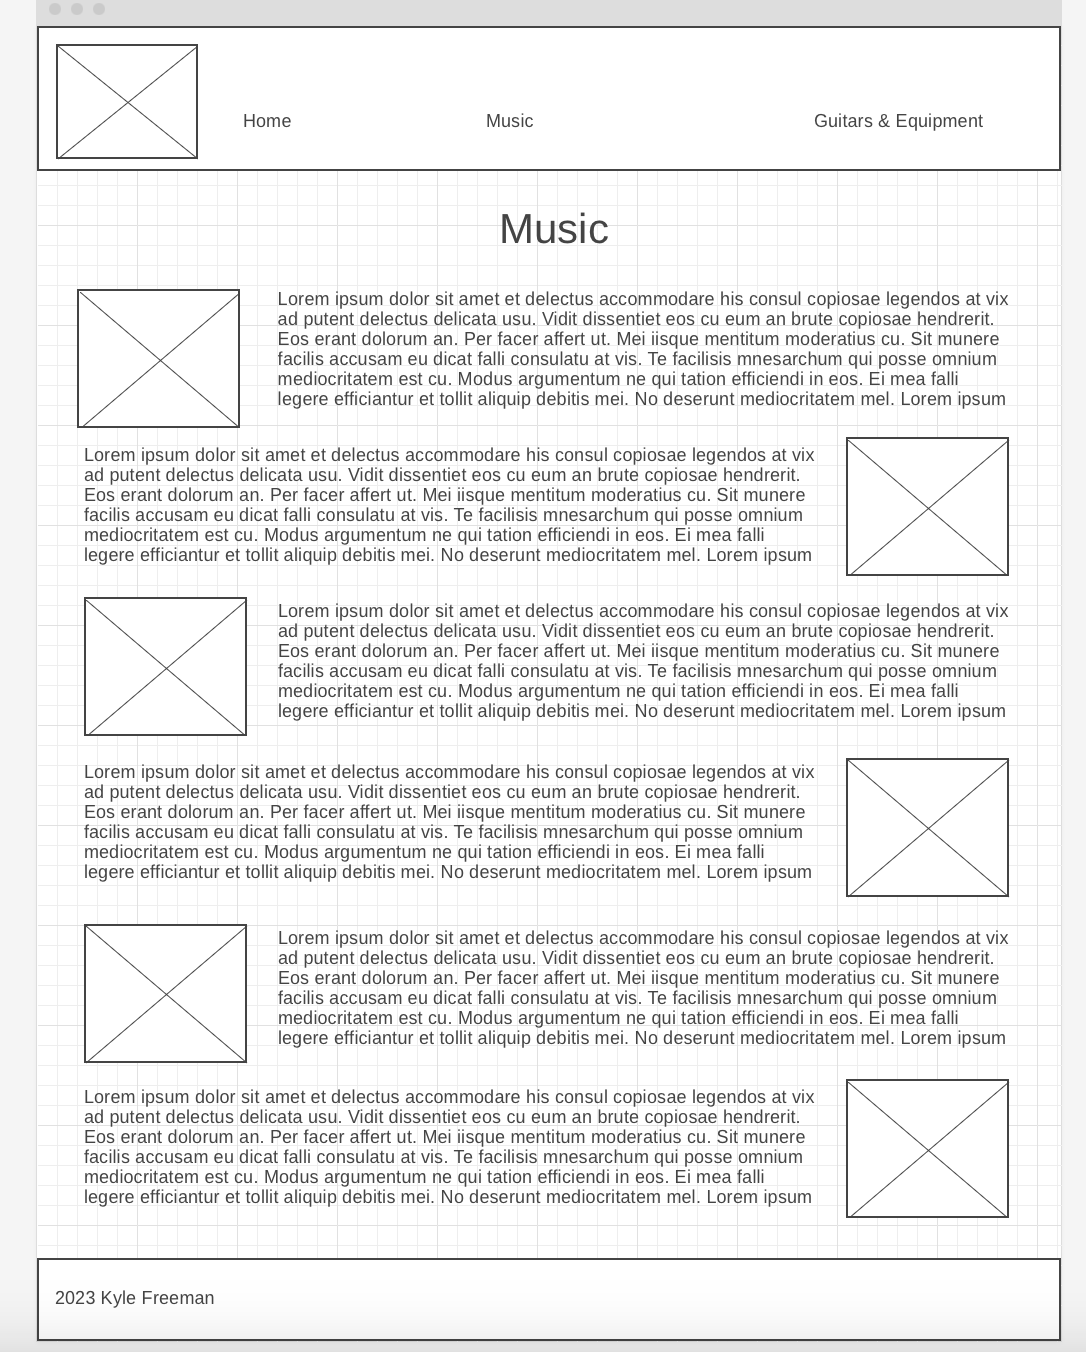 Home Music Guitars & Equipment
Music
Lorem ipsum dolor sit amet et delectus accommodare his consul copiosae legendos at vix
ad putent delectus delicata usu. Vidit dissentiet eos cu eum an brute copiosae hendrerit.
Eos erant dolorum an. Per facer affert ut. Mei iisque mentitum moderatius cu. Sit munere
facilis accusam eu dicat falli consulatu at vis. Te facilisis mnesarchum qui posse omnium
mediocritatem est cu. Modus argumentum ne qui tation efficiendi in eos. Ei mea falli
legere efficiantur et tollit aliquip debitis mei. No deserunt mediocritatem mel. Lorem ipsum
Lorem ipsum dolor sit amet et delectus accommodare his consul copiosae legendos at vix
ad putent delectus delicata usu. Vidit dissentiet eos cu eum an brute copiosae hendrerit.
Eos erant dolorum an. Per facer affert ut. Mei iisque mentitum moderatius cu. Sit munere
facilis accusam eu dicat falli consulatu at vis. Te facilisis mnesarchum qui posse omnium
mediocritatem est cu. Modus argumentum ne qui tation efficiendi in eos. Ei mea falli
legere efficiantur et tollit aliquip debitis mei. No deserunt mediocritatem mel. Lorem ipsum
Lorem ipsum dolor sit amet et delectus accommodare his consul copiosae legendos at vix
ad putent delectus delicata usu. Vidit dissentiet eos cu eum an brute copiosae hendrerit.
Eos erant dolorum an. Per facer affert ut. Mei iisque mentitum moderatius cu. Sit munere
facilis accusam eu dicat falli consulatu at vis. Te facilisis mnesarchum qui posse omnium
mediocritatem est cu. Modus argumentum ne qui tation efficiendi in eos. Ei mea falli
legere efficiantur et tollit aliquip debitis mei. No deserunt mediocritatem mel. Lorem ipsum
Lorem ipsum dolor sit amet et delectus accommodare his consul copiosae legendos at vix
ad putent delectus delicata usu. Vidit dissentiet eos cu eum an brute copiosae hendrerit.
Eos erant dolorum an. Per facer affert ut. Mei iisque mentitum moderatius cu. Sit munere
facilis accusam eu dicat falli consulatu at vis. Te facilisis mnesarchum qui posse omnium
mediocritatem est cu. Modus argumentum ne qui tation efficiendi in eos. Ei mea falli
legere efficiantur et tollit aliquip debitis mei. No deserunt mediocritatem mel. Lorem ipsum
Lorem ipsum dolor sit amet et delectus accommodare his consul copiosae legendos at vix
ad putent delectus delicata usu. Vidit dissentiet eos cu eum an brute copiosae hendrerit.
Eos erant dolorum an. Per facer affert ut. Mei iisque mentitum moderatius cu. Sit munere
facilis accusam eu dicat falli consulatu at vis. Te facilisis mnesarchum qui posse omnium
mediocritatem est cu. Modus argumentum ne qui tation efficiendi in eos. Ei mea falli
legere efficiantur et tollit aliquip debitis mei. No deserunt mediocritatem mel. Lorem ipsum
Lorem ipsum dolor sit amet et delectus accommodare his consul copiosae legendos at vix
ad putent delectus delicata usu. Vidit dissentiet eos cu eum an brute copiosae hendrerit.
Eos erant dolorum an. Per facer affert ut. Mei iisque mentitum moderatius cu. Sit munere
facilis accusam eu dicat falli consulatu at vis. Te facilisis mnesarchum qui posse omnium
mediocritatem est cu. Modus argumentum ne qui tation efficiendi in eos. Ei mea falli
legere efficiantur et tollit aliquip debitis mei. No deserunt mediocritatem mel. Lorem ipsum
2023 Kyle Freeman